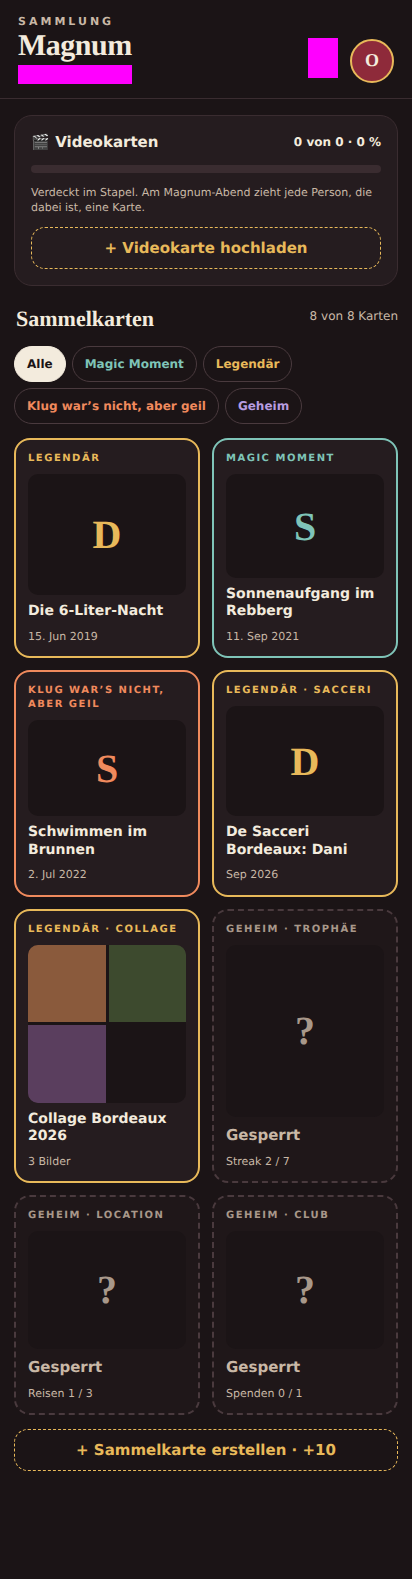 SAMMLUNG
Magnum
O
🎬 Videokarten
0 von 0 · 0 %
Verdeckt im Stapel. Am Magnum-Abend zieht jede Person, die
dabei ist, eine Karte.
+ Videokarte hochladen
Sammelkarten
8 von 8 Karten
Alle
Magic Moment
Legendär
Klug war’s nicht, aber geil
Geheim
LEGENDÄR
D
Die 6-Liter-Nacht
15. Jun 2019
MAGIC MOMENT
S
Sonnenaufgang im
Rebberg
11. Sep 2021
KLUG WAR’S NICHT,
ABER GEIL
S
Schwimmen im
Brunnen
2. Jul 2022
LEGENDÄR · SACCERI
D
De Sacceri
Bordeaux: Dani
Sep 2026
LEGENDÄR · COLLAGE
Collage Bordeaux
2026
3 Bilder
GEHEIM · TROPHÄE
?
Gesperrt
Streak 2 / 7
GEHEIM · LOCATION
?
Gesperrt
Reisen 1 / 3
GEHEIM · CLUB
?
Gesperrt
Spenden 0 / 1
+ Sammelkarte erstellen · +10